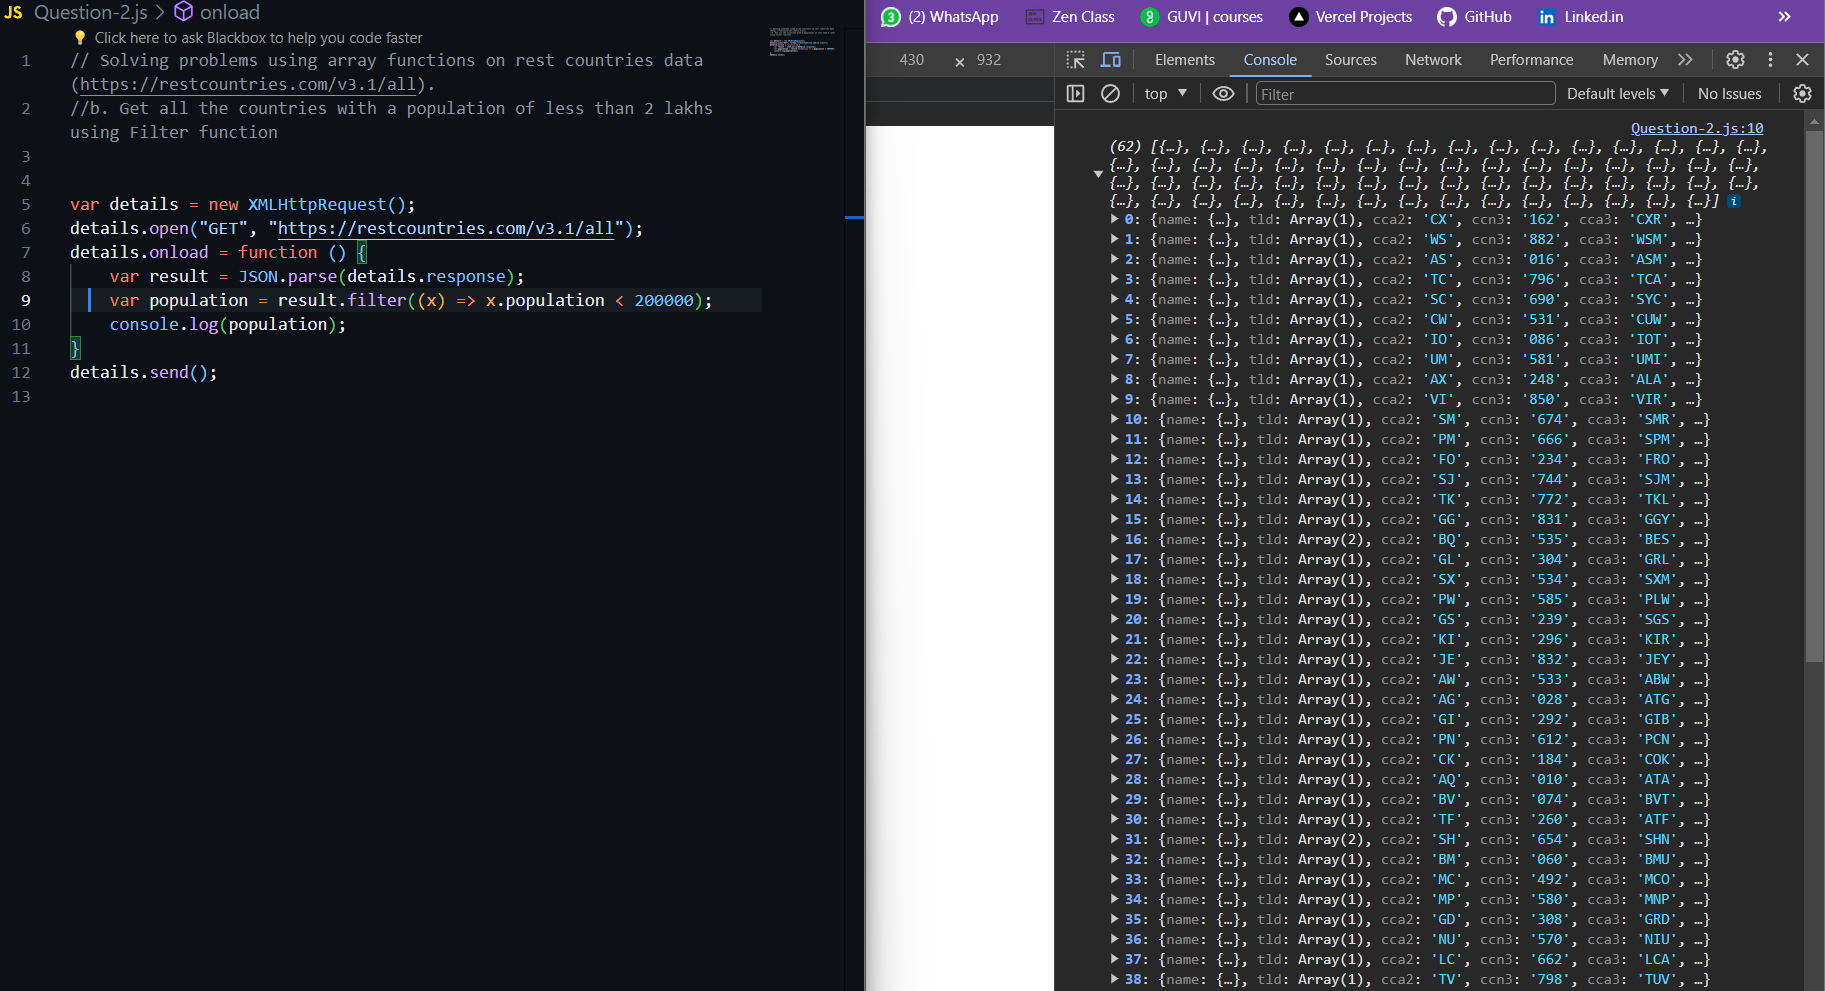 JS Question-2.js > onload
Click here to ask Blackbox to help you code faster
1 // Solving problems using array functions on rest countries data
(https://restcountries.com/v3.1/all).
2 //b. Get all the countries with a population of less than 2 lakhs
using Filter function
3
4
5 var details = new XMLHttpRequest();
6 details.open("GET", "https://restcountries.com/v3.1/all");
7 details.onload = function () {
8 var result = JSON.parse(details.response);
9 var population = result.filter((x) => x.population < 200000);
10 console.log(population);
11 }
12 details.send();
13
3 (2) WhatsApp Zen Class GUVI | courses Vercel Projects GitHub in Linked.in »
430 × 932 Elements Console Sources Network Performance Memory »
top ▼ Filter Default levels ▼ No Issues
Question-2.js:10
(62) [{…}, {…}, {…}, {…}, {…}, {…}, {…}, {…}, {…}, {…}, {…}, {…}, {…}, {…}, {…},
{…}, {…}, {…}, {…}, {…}, {…}, {…}, {…}, {…}, {…}, {…}, {…}, {…}, {…}, {…}, {…},
{…}, {…}, {…}, {…}, {…}, {…}, {…}, {…}, {…}, {…}, {…}, {…}, {…}, {…}, {…}, {…},
{…}, {…}, {…}, {…}, {…}, {…}, {…}, {…}, {…}, {…}, {…}, {…}, {…}, {…}, {…}] i
▶ 0: {name: {…}, tld: Array(1), cca2: 'CX', ccn3: '162', cca3: 'CXR', …}
▶ 1: {name: {…}, tld: Array(1), cca2: 'WS', ccn3: '882', cca3: 'WSM', …}
▶ 2: {name: {…}, tld: Array(1), cca2: 'AS', ccn3: '016', cca3: 'ASM', …}
▶ 3: {name: {…}, tld: Array(1), cca2: 'TC', ccn3: '796', cca3: 'TCA', …}
▶ 4: {name: {…}, tld: Array(1), cca2: 'SC', ccn3: '690', cca3: 'SYC', …}
▶ 5: {name: {…}, tld: Array(1), cca2: 'CW', ccn3: '531', cca3: 'CUW', …}
▶ 6: {name: {…}, tld: Array(1), cca2: 'IO', ccn3: '086', cca3: 'IOT', …}
▶ 7: {name: {…}, tld: Array(1), cca2: 'UM', ccn3: '581', cca3: 'UMI', …}
▶ 8: {name: {…}, tld: Array(1), cca2: 'AX', ccn3: '248', cca3: 'ALA', …}
▶ 9: {name: {…}, tld: Array(1), cca2: 'VI', ccn3: '850', cca3: 'VIR', …}
▶ 10: {name: {…}, tld: Array(1), cca2: 'SM', ccn3: '674', cca3: 'SMR', …}
▶ 11: {name: {…}, tld: Array(1), cca2: 'PM', ccn3: '666', cca3: 'SPM', …}
▶ 12: {name: {…}, tld: Array(1), cca2: 'FO', ccn3: '234', cca3: 'FRO', …}
▶ 13: {name: {…}, tld: Array(1), cca2: 'SJ', ccn3: '744', cca3: 'SJM', …}
▶ 14: {name: {…}, tld: Array(1), cca2: 'TK', ccn3: '772', cca3: 'TKL', …}
▶ 15: {name: {…}, tld: Array(1), cca2: 'GG', ccn3: '831', cca3: 'GGY', …}
▶ 16: {name: {…}, tld: Array(2), cca2: 'BQ', ccn3: '535', cca3: 'BES', …}
▶ 17: {name: {…}, tld: Array(1), cca2: 'GL', ccn3: '304', cca3: 'GRL', …}
▶ 18: {name: {…}, tld: Array(1), cca2: 'SX', ccn3: '534', cca3: 'SXM', …}
▶ 19: {name: {…}, tld: Array(1), cca2: 'PW', ccn3: '585', cca3: 'PLW', …}
▶ 20: {name: {…}, tld: Array(1), cca2: 'GS', ccn3: '239', cca3: 'SGS', …}
▶ 21: {name: {…}, tld: Array(1), cca2: 'KI', ccn3: '296', cca3: 'KIR', …}
▶ 22: {name: {…}, tld: Array(1), cca2: 'JE', ccn3: '832', cca3: 'JEY', …}
▶ 23: {name: {…}, tld: Array(1), cca2: 'AW', ccn3: '533', cca3: 'ABW', …}
▶ 24: {name: {…}, tld: Array(1), cca2: 'AG', ccn3: '028', cca3: 'ATG', …}
▶ 25: {name: {…}, tld: Array(1), cca2: 'GI', ccn3: '292', cca3: 'GIB', …}
▶ 26: {name: {…}, tld: Array(1), cca2: 'PN', ccn3: '612', cca3: 'PCN', …}
▶ 27: {name: {…}, tld: Array(1), cca2: 'CK', ccn3: '184', cca3: 'COK', …}
▶ 28: {name: {…}, tld: Array(1), cca2: 'AQ', ccn3: '010', cca3: 'ATA', …}
▶ 29: {name: {…}, tld: Array(1), cca2: 'BV', ccn3: '074', cca3: 'BVT', …}
▶ 30: {name: {…}, tld: Array(1), cca2: 'TF', ccn3: '260', cca3: 'ATF', …}
▶ 31: {name: {…}, tld: Array(2), cca2: 'SH', ccn3: '654', cca3: 'SHN', …}
▶ 32: {name: {…}, tld: Array(1), cca2: 'BM', ccn3: '060', cca3: 'BMU', …}
▶ 33: {name: {…}, tld: Array(1), cca2: 'MC', ccn3: '492', cca3: 'MCO', …}
▶ 34: {name: {…}, tld: Array(1), cca2: 'MP', ccn3: '580', cca3: 'MNP', …}
▶ 35: {name: {…}, tld: Array(1), cca2: 'GD', ccn3: '308', cca3: 'GRD', …}
▶ 36: {name: {…}, tld: Array(1), cca2: 'NU', ccn3: '570', cca3: 'NIU', …}
▶ 37: {name: {…}, tld: Array(1), cca2: 'LC', ccn3: '662', cca3: 'LCA', …}
▶ 38: {name: {…}, tld: Array(1), cca2: 'TV', ccn3: '798', cca3: 'TUV', …}